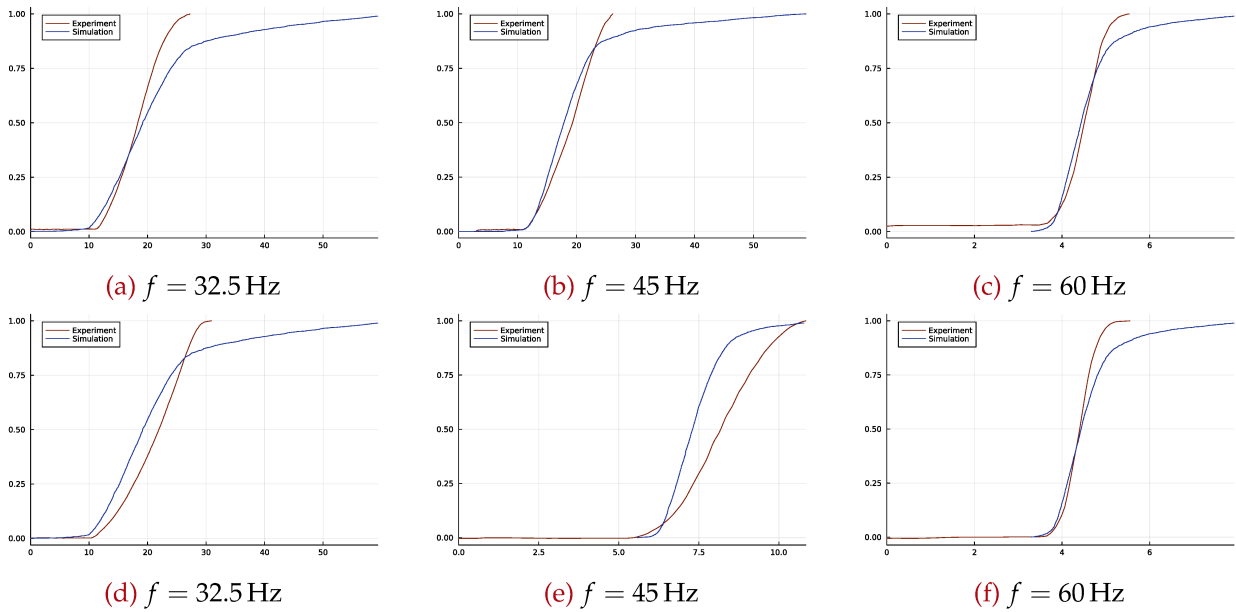 1.00
0.75
0.50
0.25
0.00
Experiment
Simulation
0 10 20 30 40 50
(a) f = 32.5 Hz
1.00
0.75
0.50
0.25
0.00
Experiment
Simulation
0 10 20 30 40 50
(b) f = 45 Hz
1.00
0.75
0.50
0.25
0.00
Experiment
Simulation
0 2 4 6
(c) f = 60 Hz
1.00
0.75
0.50
0.25
0.00
Experiment
Simulation
0 10 20 30 40 50
(d) f = 32.5 Hz
1.00
0.75
0.50
0.25
0.00
Experiment
Simulation
0.0 2.5 5.0 7.5 10.0
(e) f = 45 Hz
1.00
0.75
0.50
0.25
0.00
Experiment
Simulation
0 2 4 6
(f) f = 60 Hz